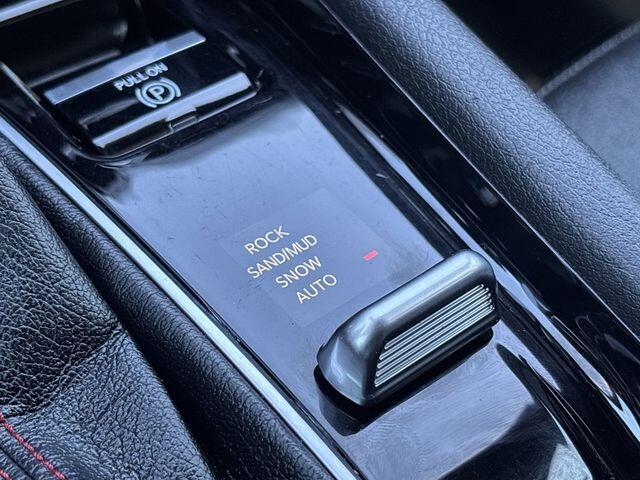 PULL ON
P
ROCK
SAND/MUD
SNOW
AUTO